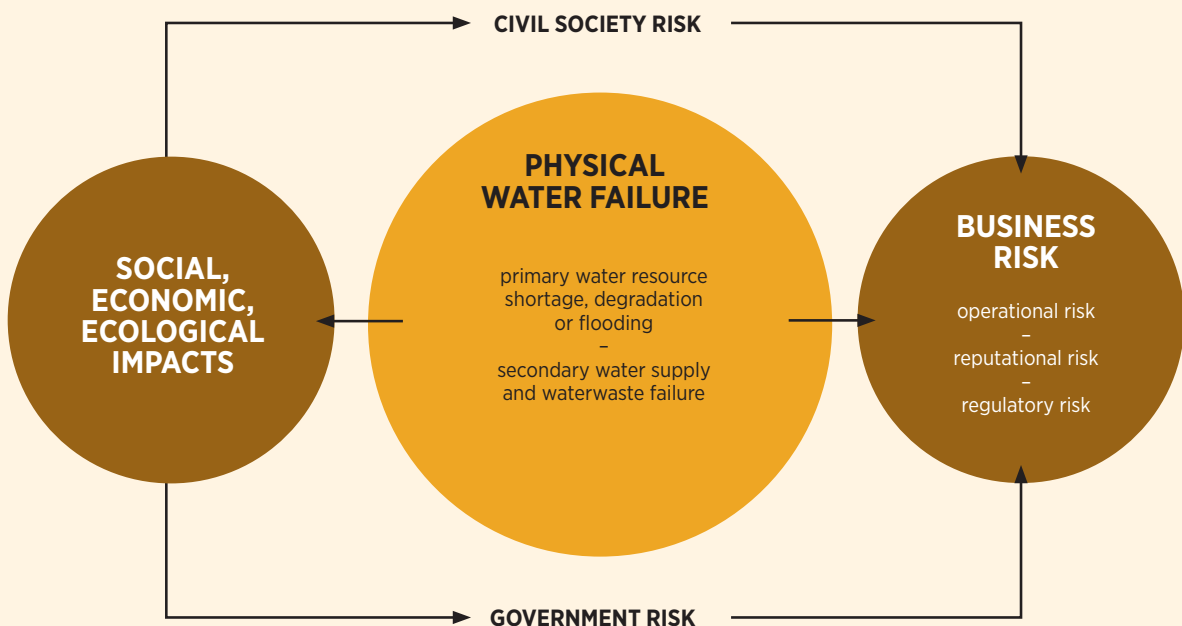 CIVIL SOCIETY RISK
SOCIAL,
ECONOMIC,
ECOLOGICAL
IMPACTS
PHYSICAL
WATER FAILURE
primary water resource
shortage, degradation
or flooding
–
secondary water supply
and waterwaste failure
BUSINESS
RISK
operational risk
–
reputational risk
–
regulatory risk
GOVERNMENT RISK